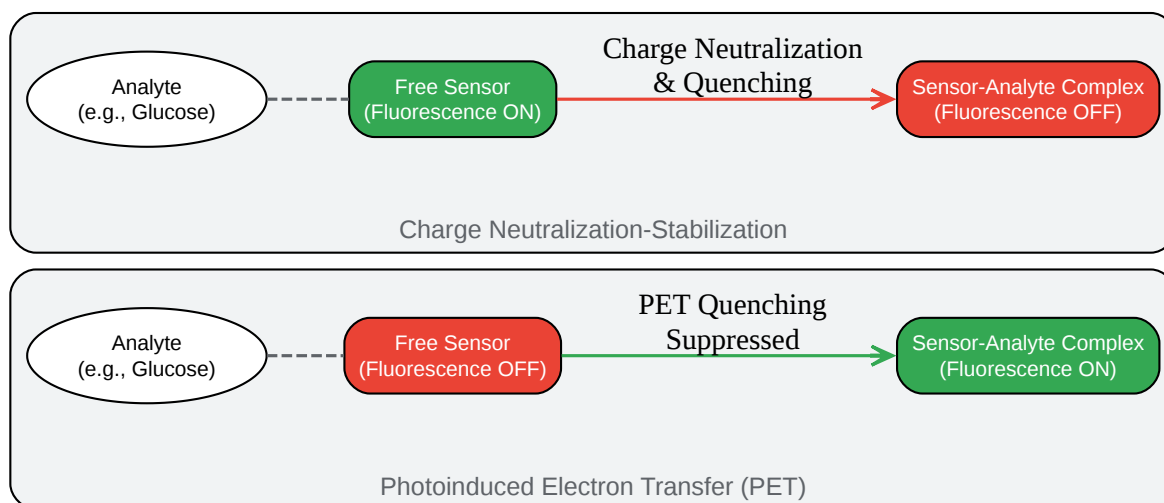 Analyte
(e.g., Glucose)
Free Sensor
(Fluorescence ON)
Charge Neutralization
& Quenching
Sensor-Analyte Complex
(Fluorescence OFF)
Charge Neutralization-Stabilization
Analyte
(e.g., Glucose)
Free Sensor
(Fluorescence OFF)
PET Quenching
Suppressed
Sensor-Analyte Complex
(Fluorescence ON)
Photoinduced Electron Transfer (PET)